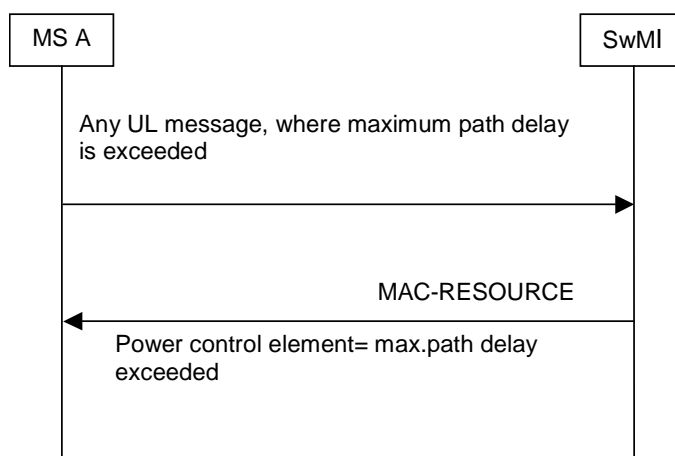 MS A
SwMI
Any UL message, where maximum path delay
is exceeded
MAC-RESOURCE
Power control element= max.path delay
exceeded